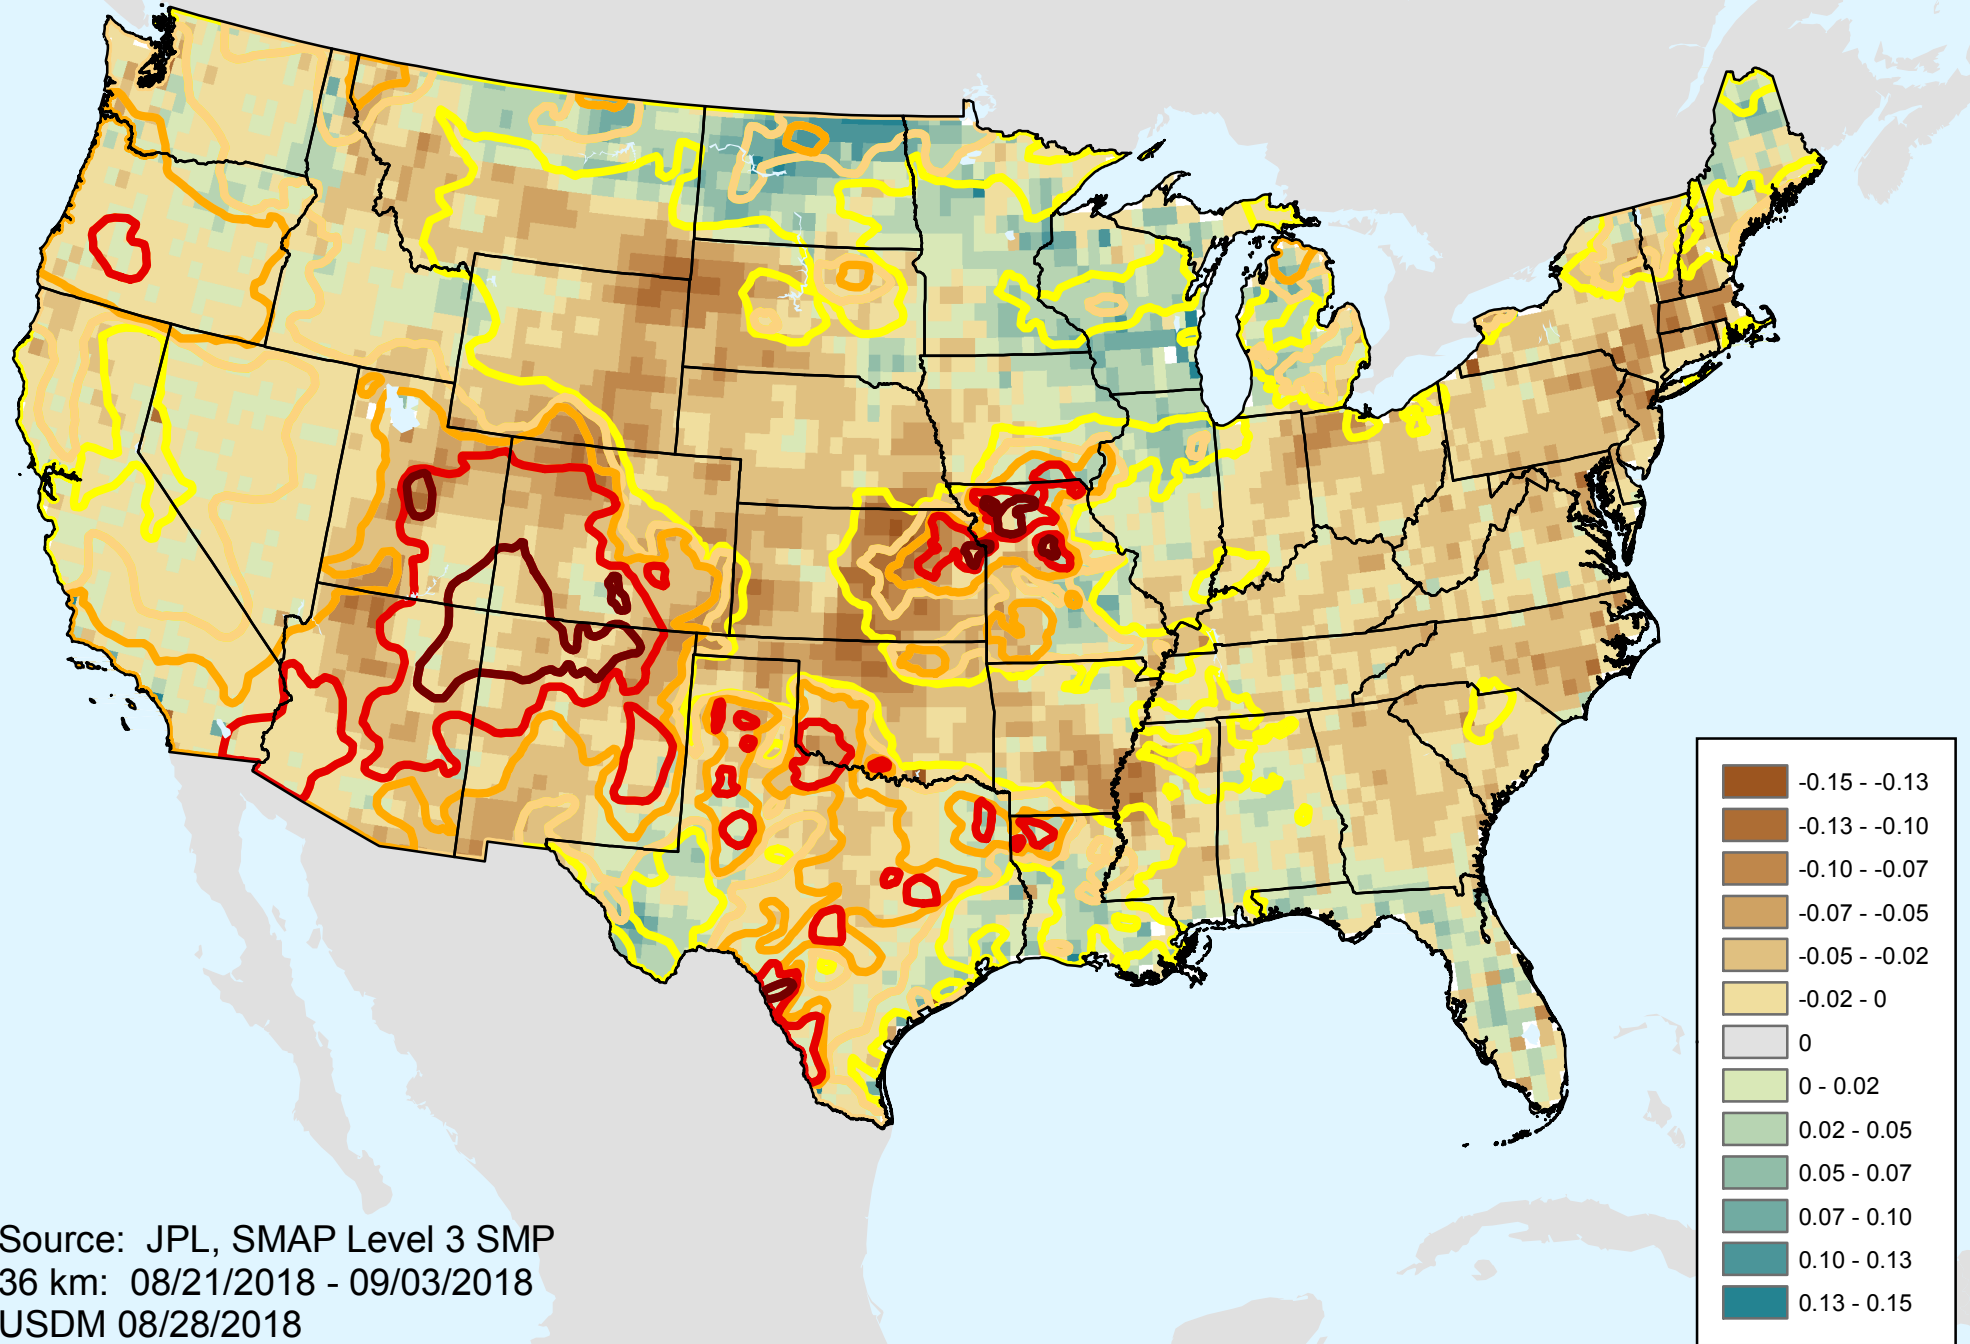 -0.15 - -0.13
-0.13 - -0.10
-0.10 - -0.07
-0.07 - -0.05
-0.05 - -0.02
-0.02 - 0
0
0 - 0.02
0.02 - 0.05
0.05 - 0.07
0.07 - 0.10
0.10 - 0.13
0.13 - 0.15
Source: JPL, SMAP Level 3 SMP
36 km: 08/21/2018 - 09/03/2018
USDM 08/28/2018